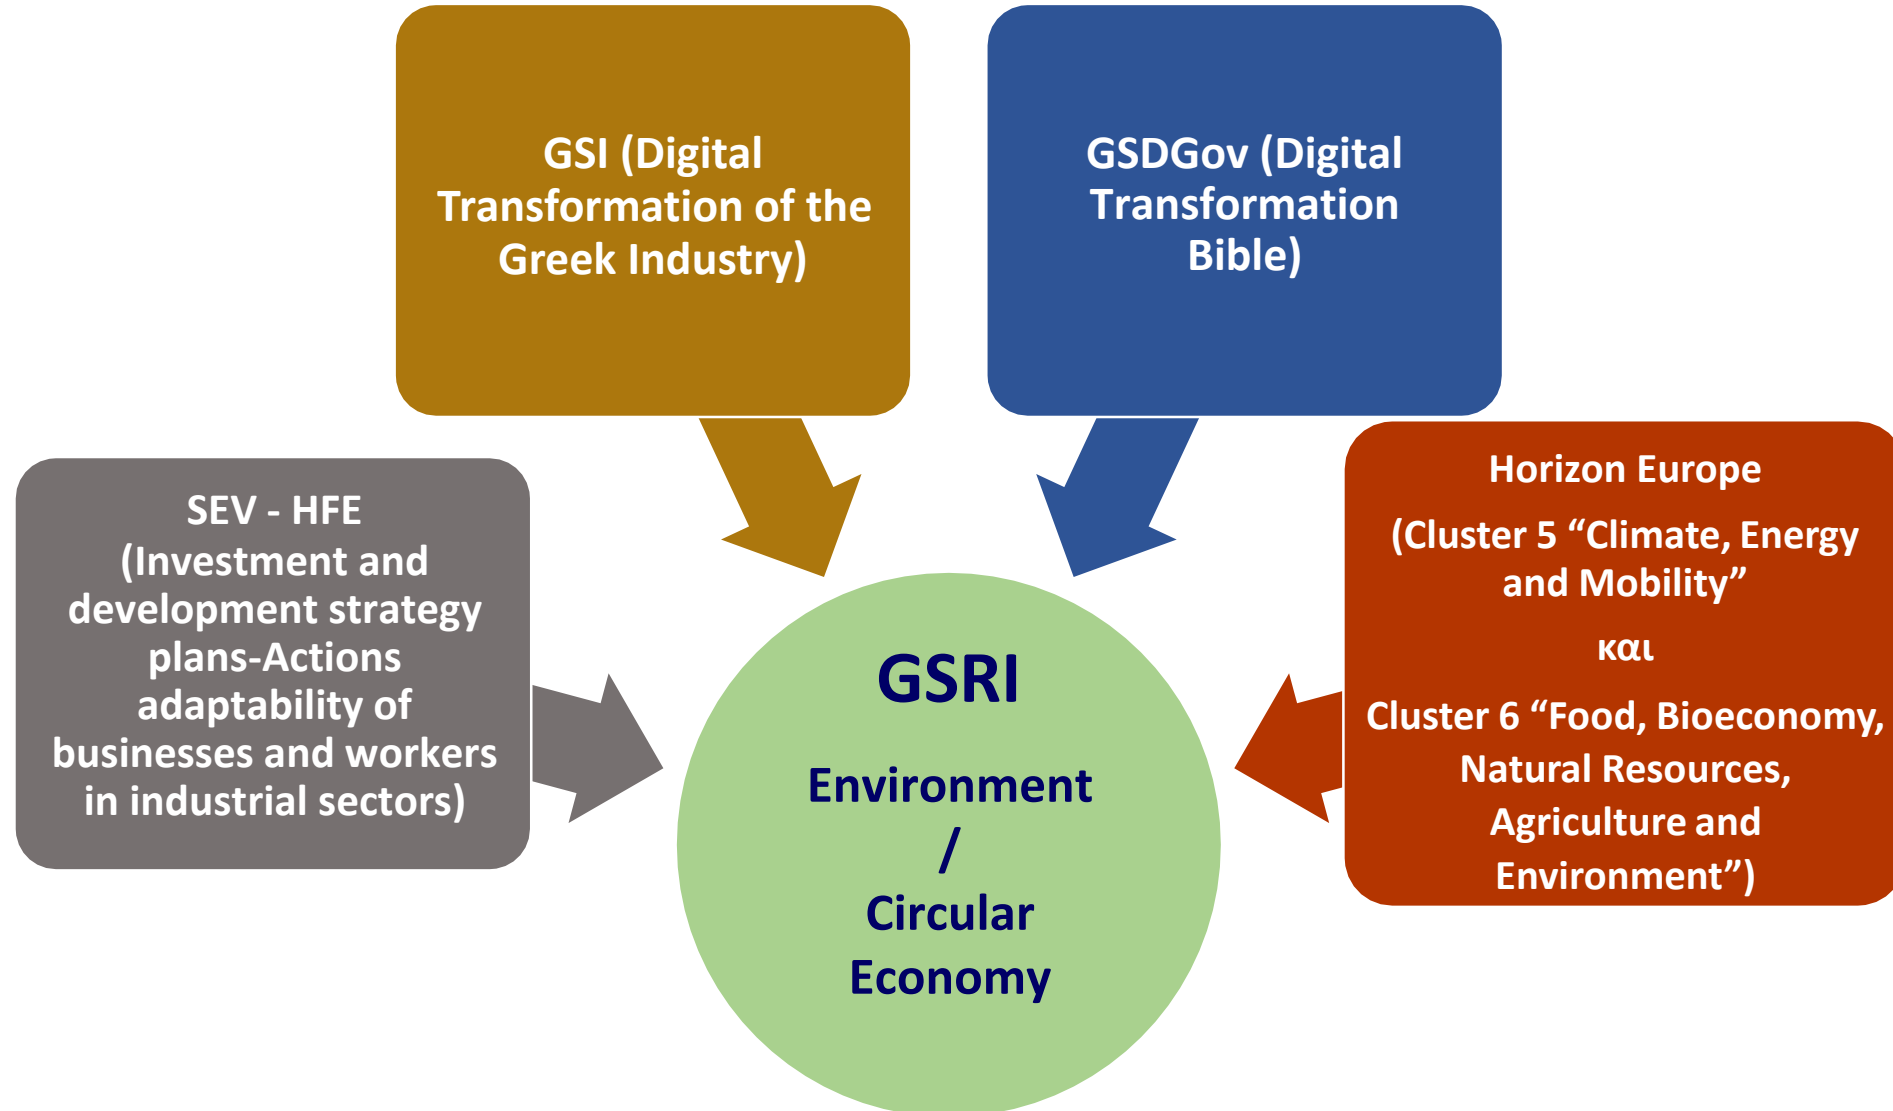 GSI (Digital
Transformation of the
Greek Industry)
GSDGov (Digital
Transformation
Bible)
SEV - HFE
(Investment and
development strategy
plans-Actions
adaptability of
businesses and workers
in industrial sectors)
Horizon Europe
(Cluster 5 “Climate, Energy
and Mobility”
και
Cluster 6 “Food, Bioeconomy,
Natural Resources,
Agriculture and
Environment”)
GSRI
Environment
/
Circular
Economy